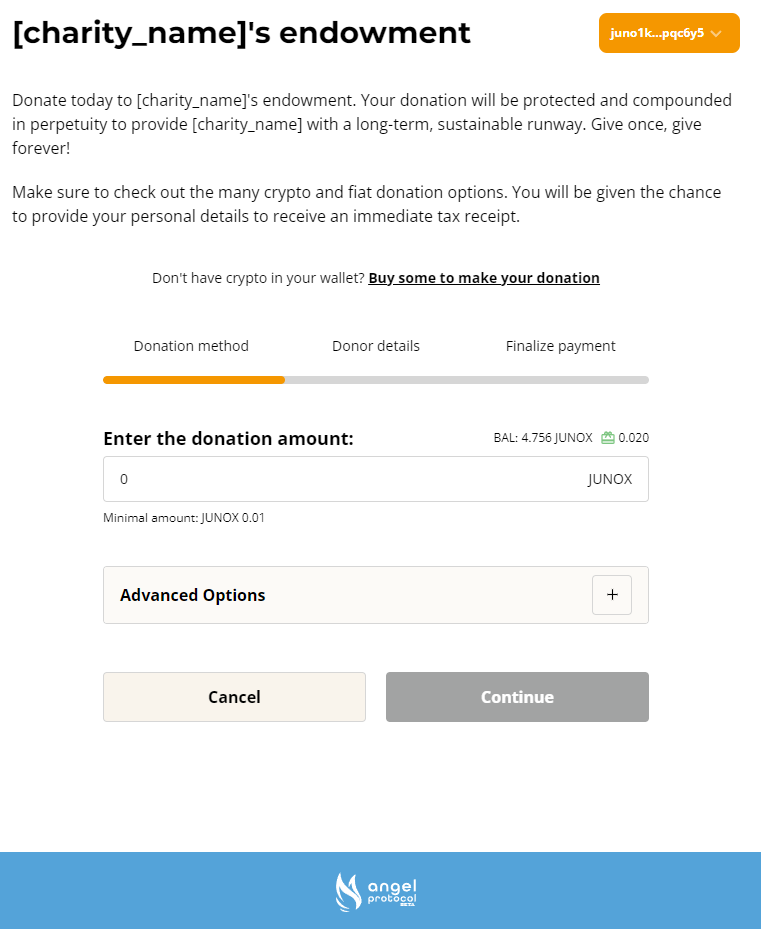 [charity_name]'s endowment
juno1k...pqc6y5
Donate today to [charity_name]'s endowment. Your donation will be protected and compounded
in perpetuity to provide [charity_name] with a long-term, sustainable runway. Give once, give
forever!
Make sure to check out the many crypto and fiat donation options. You will be given the chance
to provide your personal details to receive an immediate tax receipt.
Don't have crypto in your wallet? Buy some to make your donation
Donation method Donor details Finalize payment
Enter the donation amount: BAL: 4.756 JUNOX 0.020
0 JUNOX
Minimal amount: JUNOX 0.01
Advanced Options +
Cancel Continue
angel
protocol
BETA